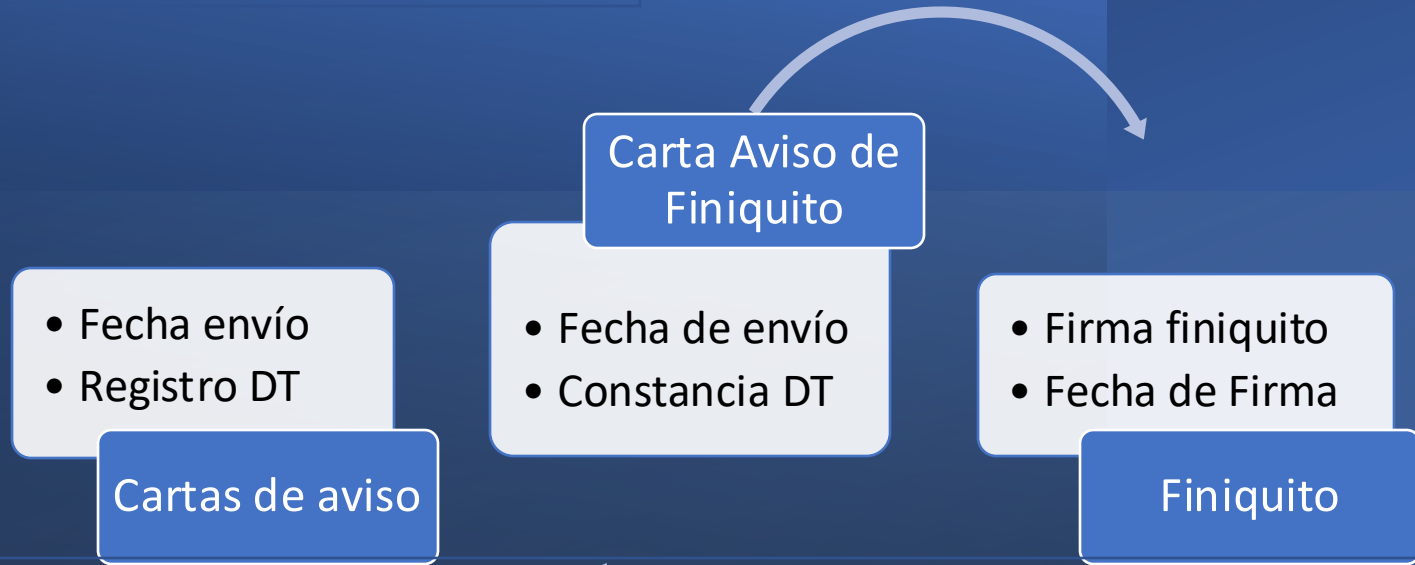 • Fecha envío
• Registro DT
Cartas de aviso
Carta Aviso de
Finiquito
• Fecha de envío
• Constancia DT
• Firma finiquito
• Fecha de Firma
Finiquito